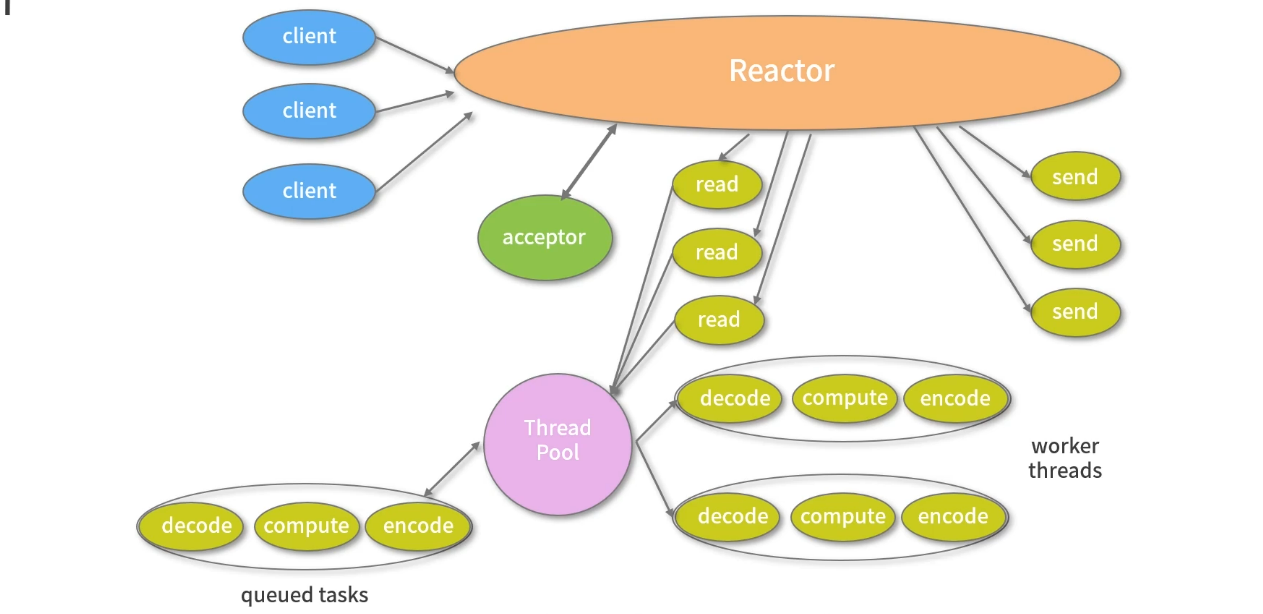 client
Reactor
client
client
read
send
acceptor
read
send
read
send
Thread
Pool
decode compute encode
worker
threads
decode compute encode
decode compute encode
queued tasks